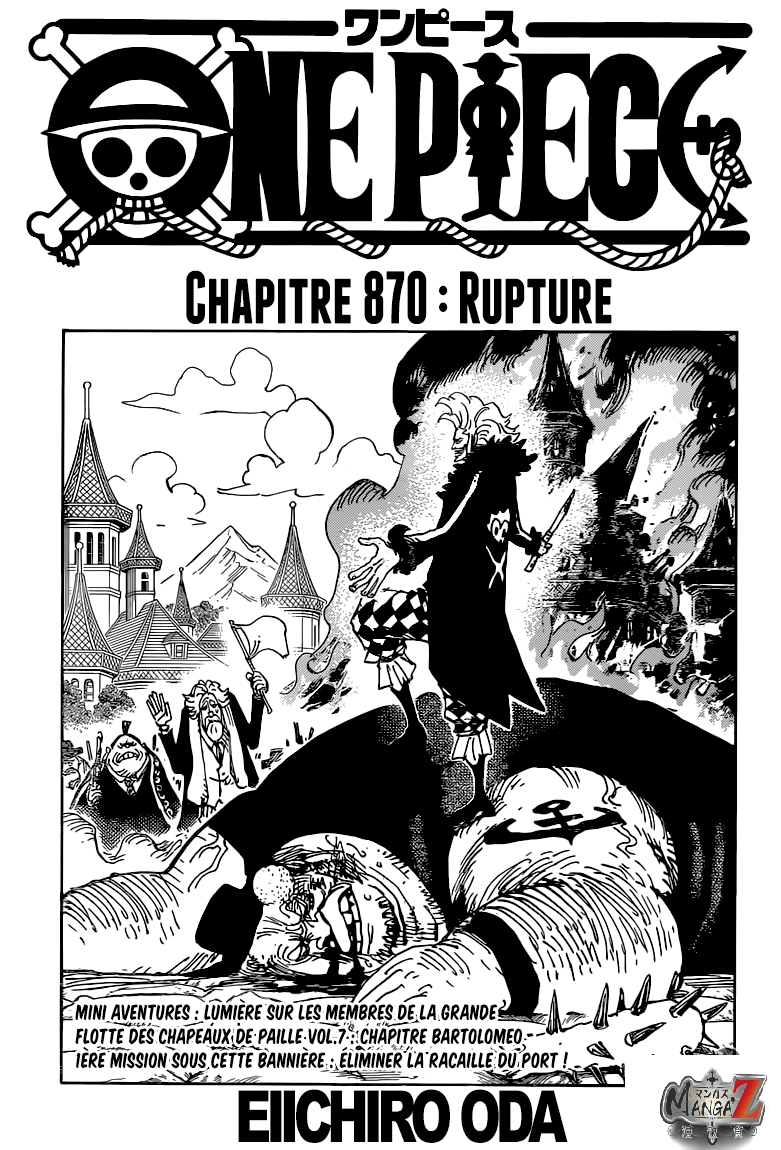 ワンピース
ONE PIECE
CHAPITRE 870 : RUPTURE
MINI AVENTURES : LUMIÈRE SUR LES MEMBRES DE LA GRANDE
FLOTTE DES CHAPEAUX DE PAILLE VOL.7 : CHAPITRE BARTOLOMEO
1ÈRE MISSION SOUS CETTE BANNIÈRE : ÉLIMINER LA RACAILLE DU PORT !
EIICHIRO ODA
マンガズ
MANGA'Z